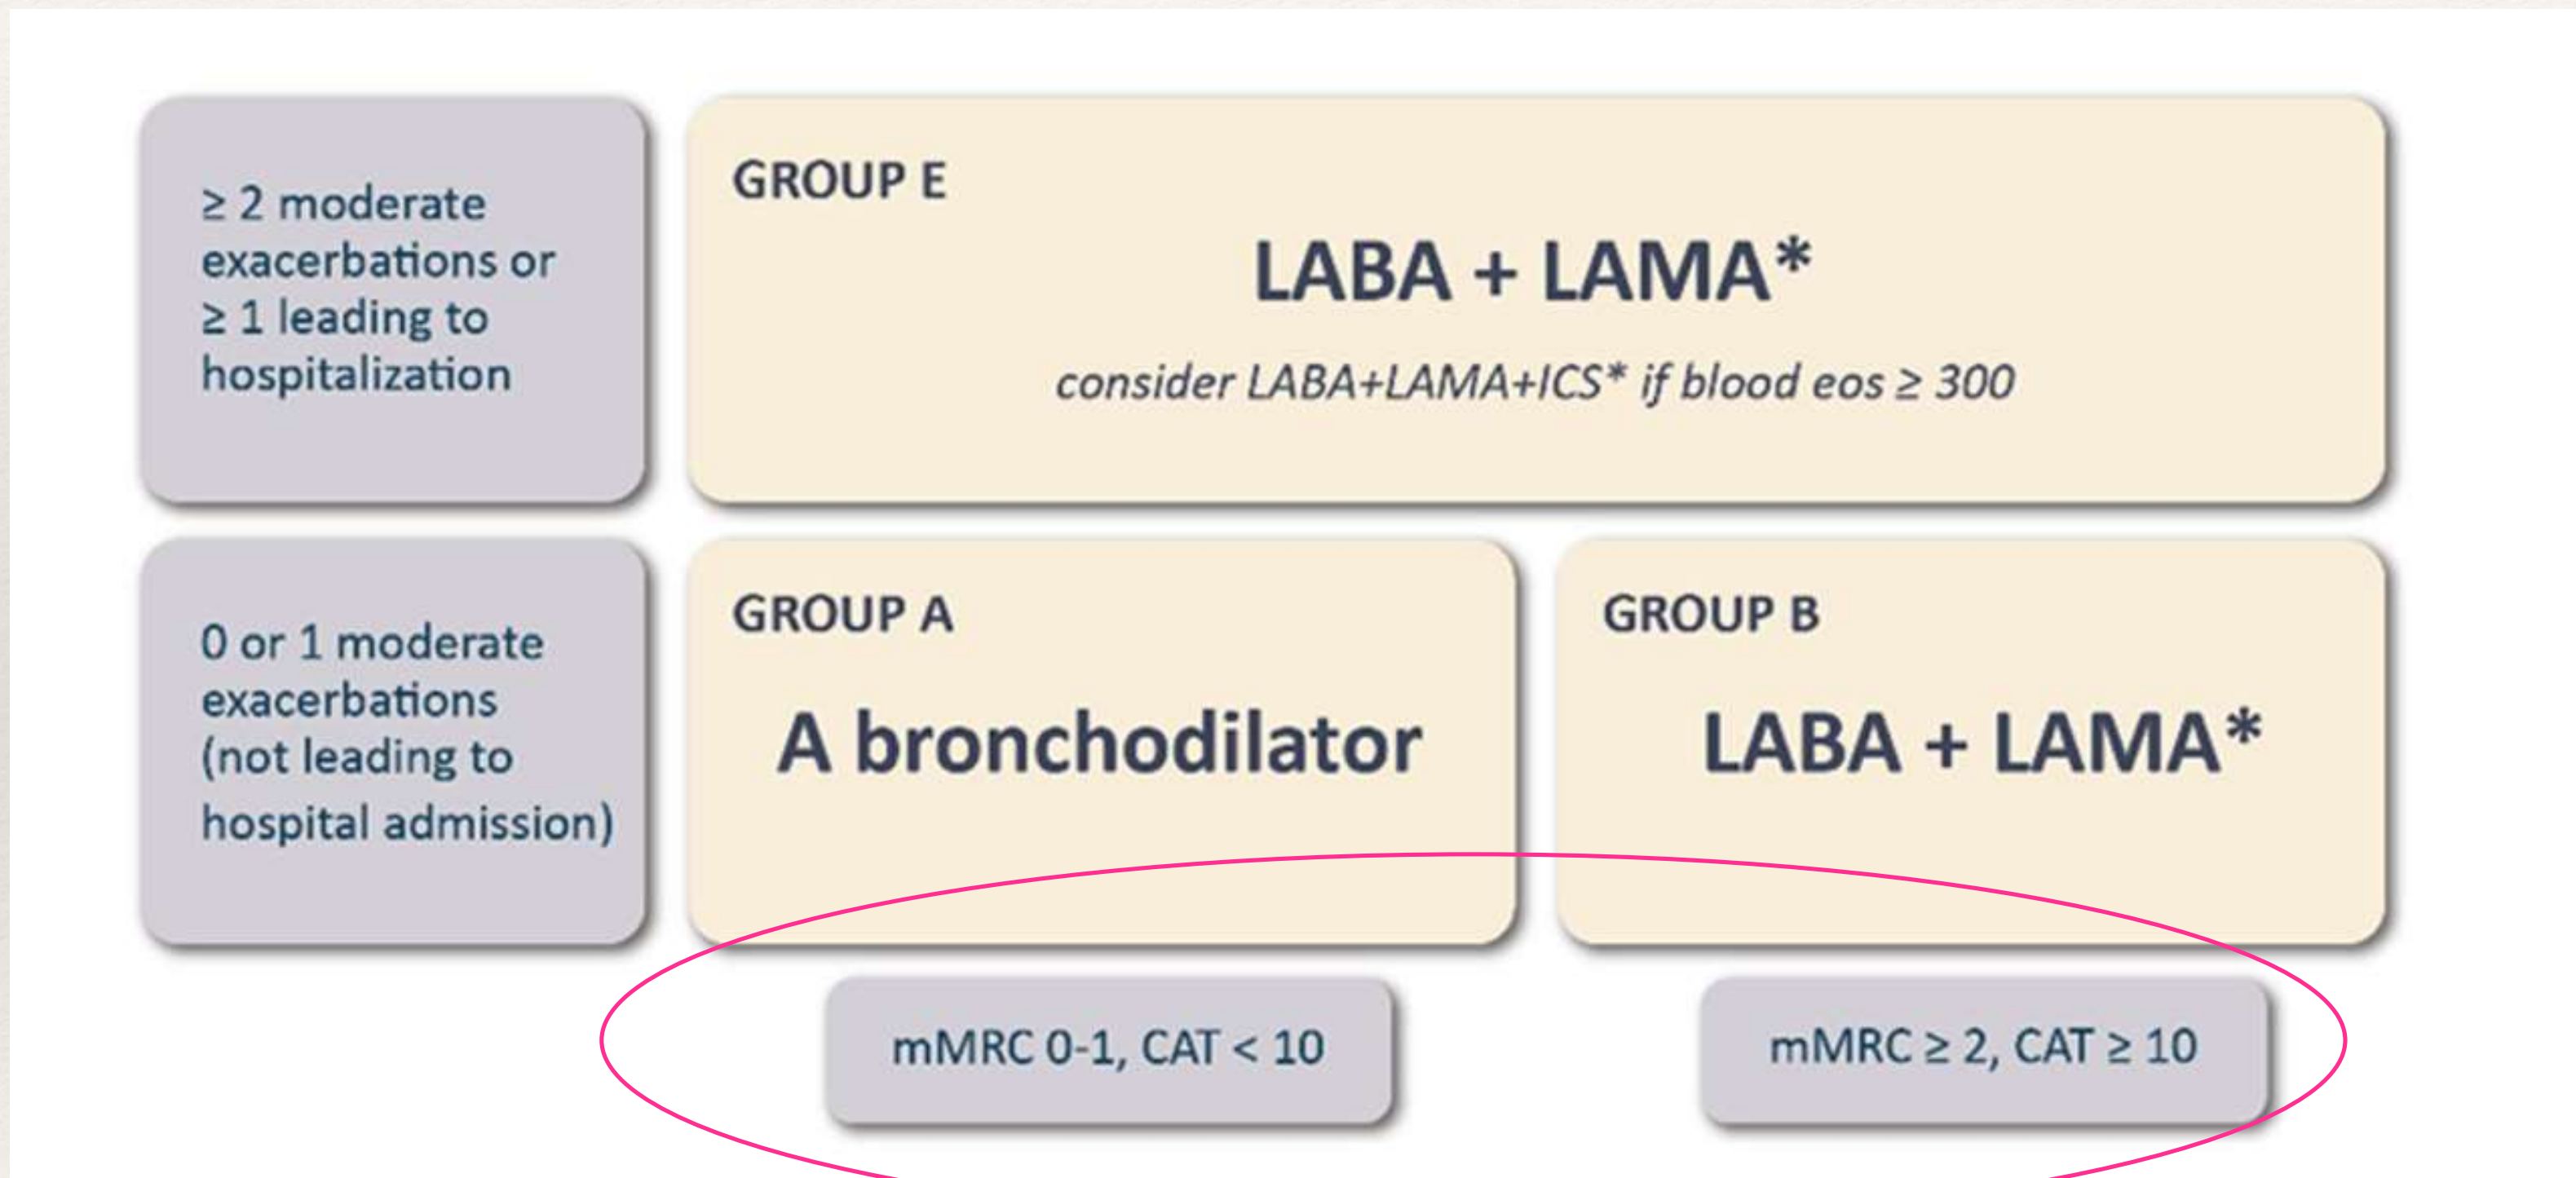 ≥ 2 moderate
exacerbations or
≥ 1 leading to
hospitalization
GROUP E
LABA + LAMA*
consider LABA+LAMA+ICS* if blood eos ≥ 300
0 or 1 moderate
exacerbations
(not leading to
hospital admission)
GROUP A
A bronchodilator
GROUP B
LABA + LAMA*
mMRC 0-1, CAT < 10
mMRC ≥ 2, CAT ≥ 10